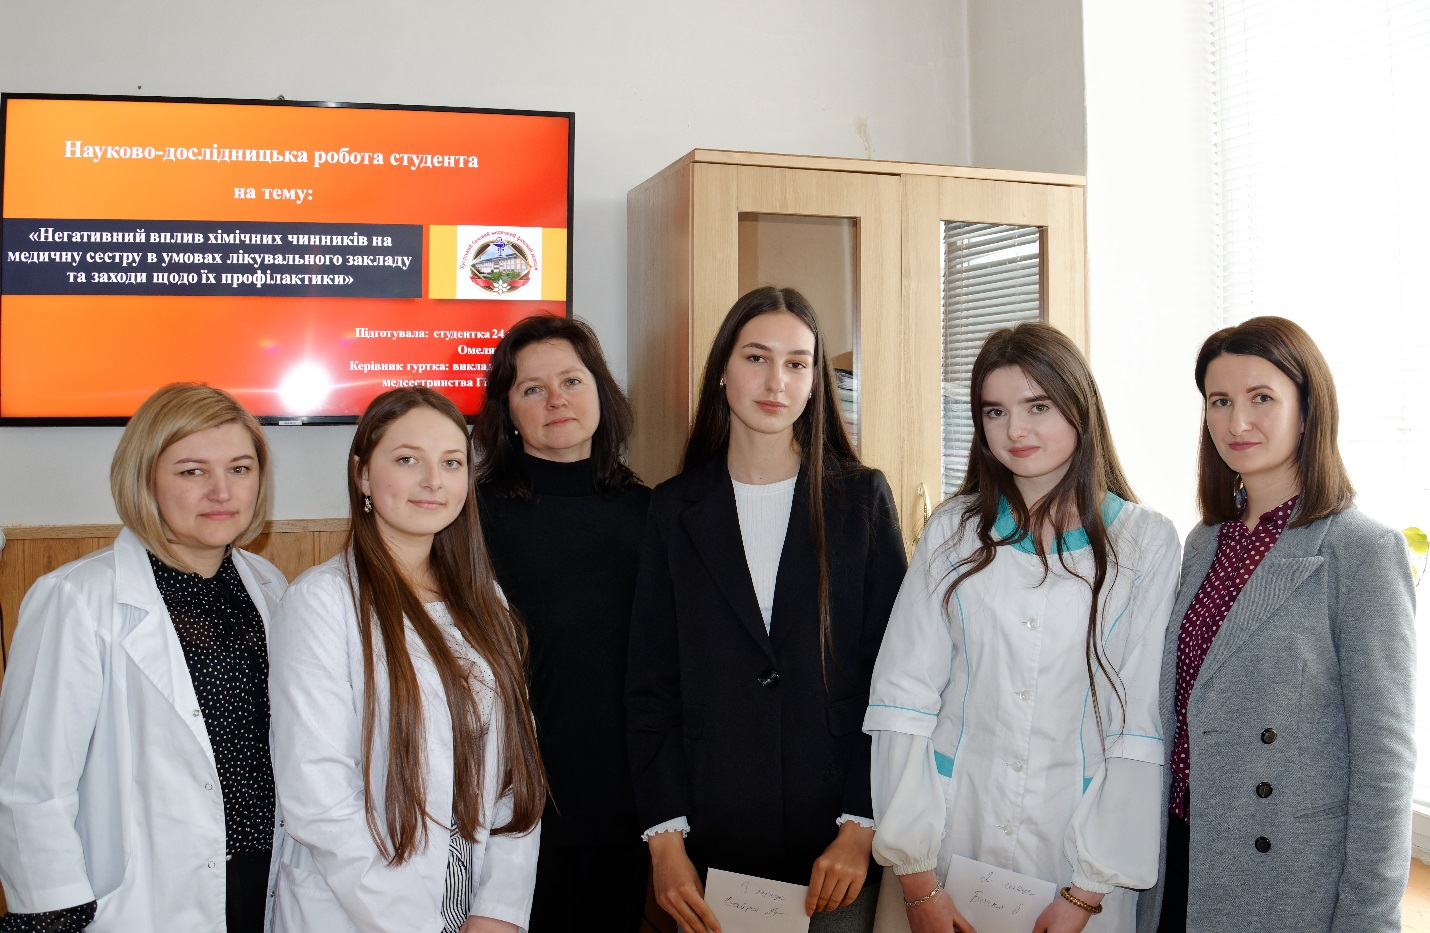 Науково-дослідницька робота студента
на тему:
«Негативний вплив хімічних чинників на
медичну сестру в умовах лікувального закладу
та заходи щодо їх профілактики»
Підготувала: студентка 24
Керівник гуртка:
медсестринства